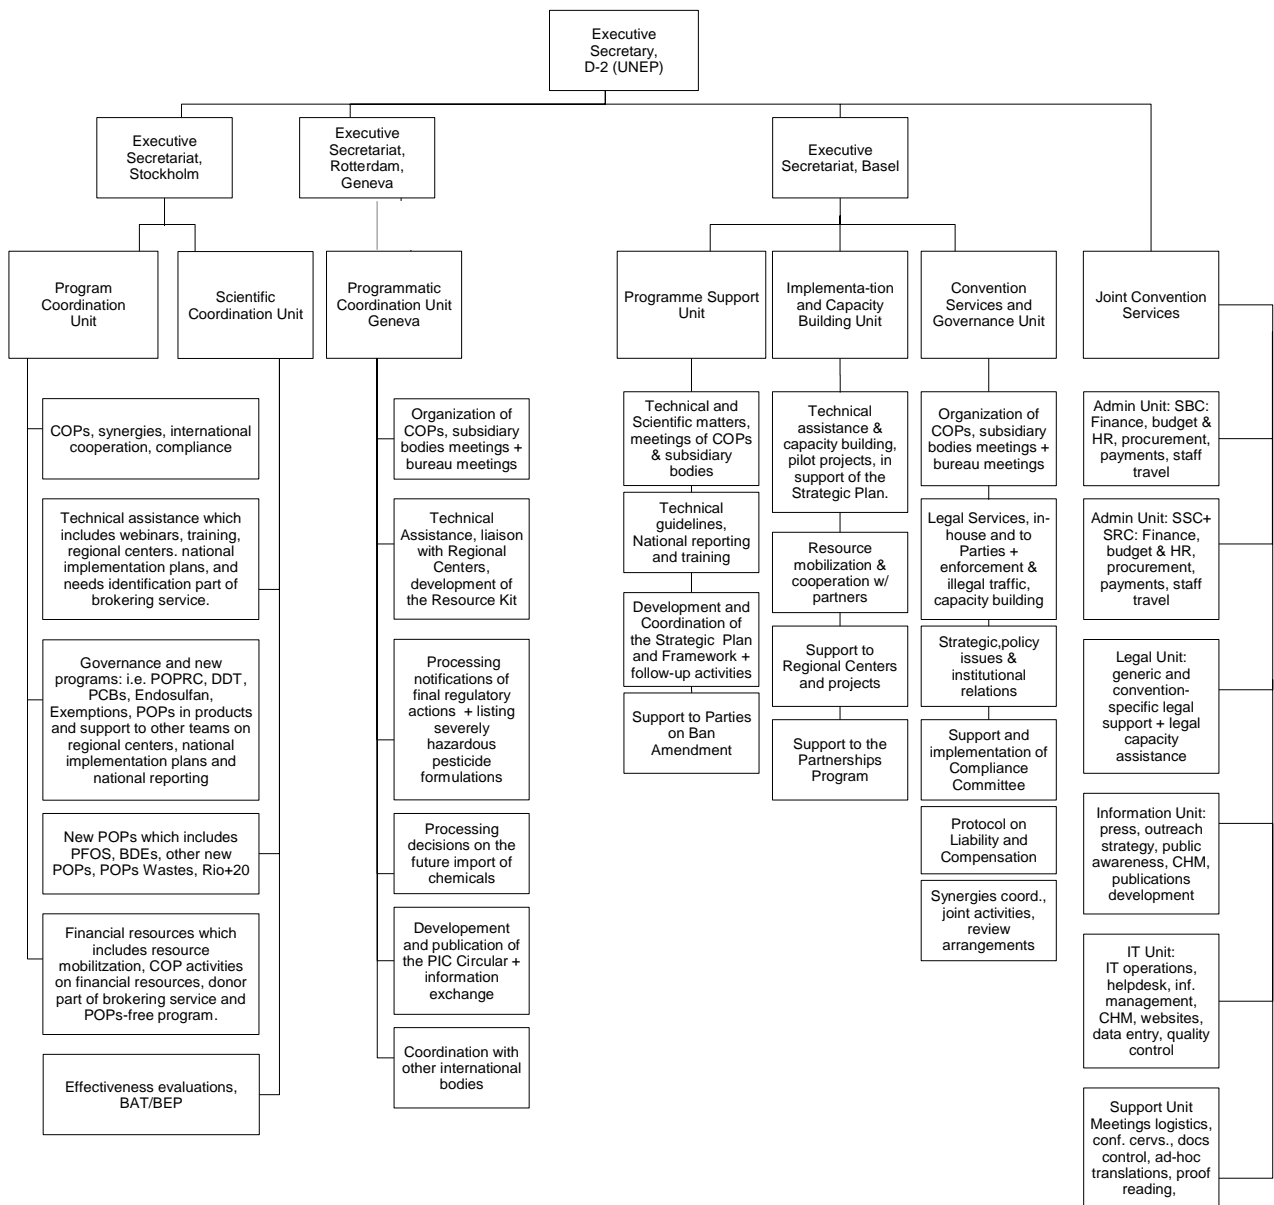 Executive
Secretary,
D-2 (UNEP)
Executive
Secretariat,
Stockholm
Executive
Secretariat,
Rotterdam,
Geneva
Executive
Secretariat, Basel
Program
Coordination
Unit
Scientific
Coordination Unit
Programmatic
Coordination Unit
Geneva
Programme Support
Unit
Implementa-tion
and Capacity
Building Unit
Convention
Services and
Governance Unit
Joint Convention
Services
COPs, synergies, international
cooperation, compliance
Technical assistance which
includes webinars, training,
regional centers. national
implementation plans, and
needs identification part of
brokering service.
Governance and new
programs: i.e. POPRC, DDT,
PCBs, Endosulfan,
Exemptions, POPs in products
and support to other teams on
regional centers, national
implementation plans and
national reporting
New POPs which includes
PFOS, BDEs, other new
POPs, POPs Wastes, Rio+20
Financial resources which
includes resource
mobilitzation, COP activities
on financial resources, donor
part of brokering service and
POPs-free program.
Effectiveness evaluations,
BAT/BEP
Organization of
COPs, subsidiary
bodies meetings +
bureau meetings
Technical
Assistance, liaison
with Regional
Centers,
development of
the Resource Kit
Processing
notifications of
final regulatory
actions + listing
severely
hazardous
pesticide
formulations
Processing
decisions on the
future import of
chemicals
Developement
and publication of
the PIC Circular +
information
exchange
Coordination with
other international
bodies
Technical and
Scientific matters,
meetings of COPs
& subsidiary
bodies
Technical
guidelines,
National reporting
and training
Development and
Coordination of
the Strategic Plan
and Framework +
follow-up activities
Support to Parties
on Ban
Amendment
Technical
assistance &
capacity building,
pilot projects, in
support of the
Strategic Plan.
Resource
mobilization &
cooperation w/
partners
Support to
Regional Centers
and projects
Support to the
Partnerships
Program
Organization of
COPs, subsidiary
bodies meetings +
bureau meetings
Legal Services, in-
house and to
Parties +
enforcement &
illegal traffic,
capacity building
Strategic,policy
issues &
institutional
relations
Support and
implementation of
Compliance
Committee
Protocol on
Liability and
Compensation
Synergies coord.,
joint activities,
review
arrangements
Admin Unit: SBC:
Finance, budget &
HR, procurement,
payments, staff
travel
Admin Unit: SSC+
SRC: Finance,
budget & HR,
procurement,
payments, staff
travel
Legal Unit:
generic and
convention-
specific legal
support + legal
capacity
assistance
Information Unit:
press, outreach
strategy, public
awareness, CHM,
publications
development
IT Unit:
IT operations,
helpdesk, inf.
management,
CHM, websites,
data entry, quality
control
Support Unit
Meetings logistics,
conf. cervs., docs
control, ad-hoc
translations, proof
reading,